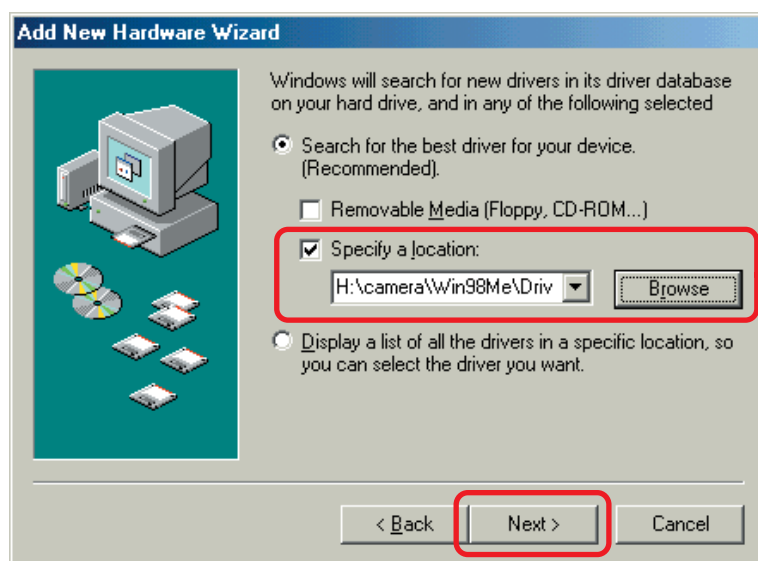 Add New Hardware Wizard
Windows will search for new drivers in its driver database
on your hard drive, and in any of the following selected
Search for the best driver for your device.
(Recommended).
Removable Media (Floppy, CD-ROM...)
Specify a location:
H:\camera\Win98Me\Driv
Browse
Display a list of all the drivers in a specific location, so
you can select the driver you want.
< Back
Next >
Cancel